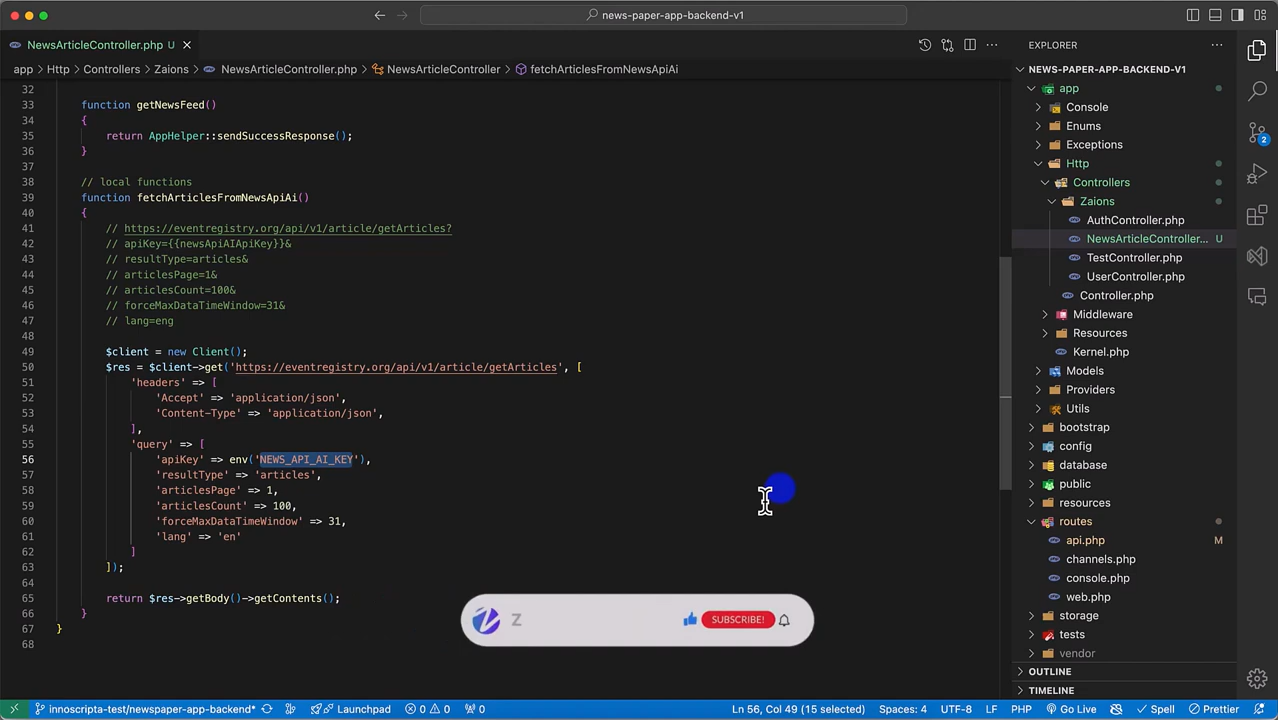 news-paper-app-backend-v1
NewsArticleController.php U
app > Http > Controllers > Zaions > NewsArticleController.php > NewsArticleController > fetchArticlesFromNewsApiAi
32
33 function getNewsFeed()
34 {
35 return AppHelper::sendSuccessResponse();
36 }
37
38 // local functions
39 function fetchArticlesFromNewsApiAi()
40 {
41 // https://eventregistry.org/api/v1/article/getArticles?
42 // apiKey={{newsApiAIApiKey}}&
43 // resultType=articles&
44 // articlesPage=1&
45 // articlesCount=100&
46 // forceMaxDataTimeWindow=31&
47 // lang=eng
48
49 $client = new Client();
50 $res = $client->get('https://eventregistry.org/api/v1/article/getArticles', [
51 'headers' => [
52 'Accept' => 'application/json',
53 'Content-Type' => 'application/json',
54 ],
55 'query' => [
56 'apiKey' => env('NEWS_API_AI_KEY'),
57 'resultType' => 'articles',
58 'articlesPage' => 1,
59 'articlesCount' => 100,
60 'forceMaxDataTimeWindow' => 31,
61 'lang' => 'en'
62 ]
63 ]);
64
65 return $res->getBody()->getContents();
66 }
67 }
68
EXPLORER
NEWS-PAPER-APP-BACKEND-V1
app
Console
Enums
Exceptions
Http
Controllers
Zaions
AuthController.php
NewsArticleController... U
TestController.php
UserController.php
Controller.php
Middleware
Resources
Kernel.php
Models
Providers
Utils
bootstrap
config
database
public
resources
routes
api.php M
channels.php
console.php
web.php
storage
tests
vendor
OUTLINE
TIMELINE
2
Z
SUBSCRIBE!
innoscripta-test/newspaper-app-backend* Launchpad 0 0 0 Ln 56, Col 49 (15 selected) Spaces: 4 UTF-8 LF PHP Go Live Spell Prettier